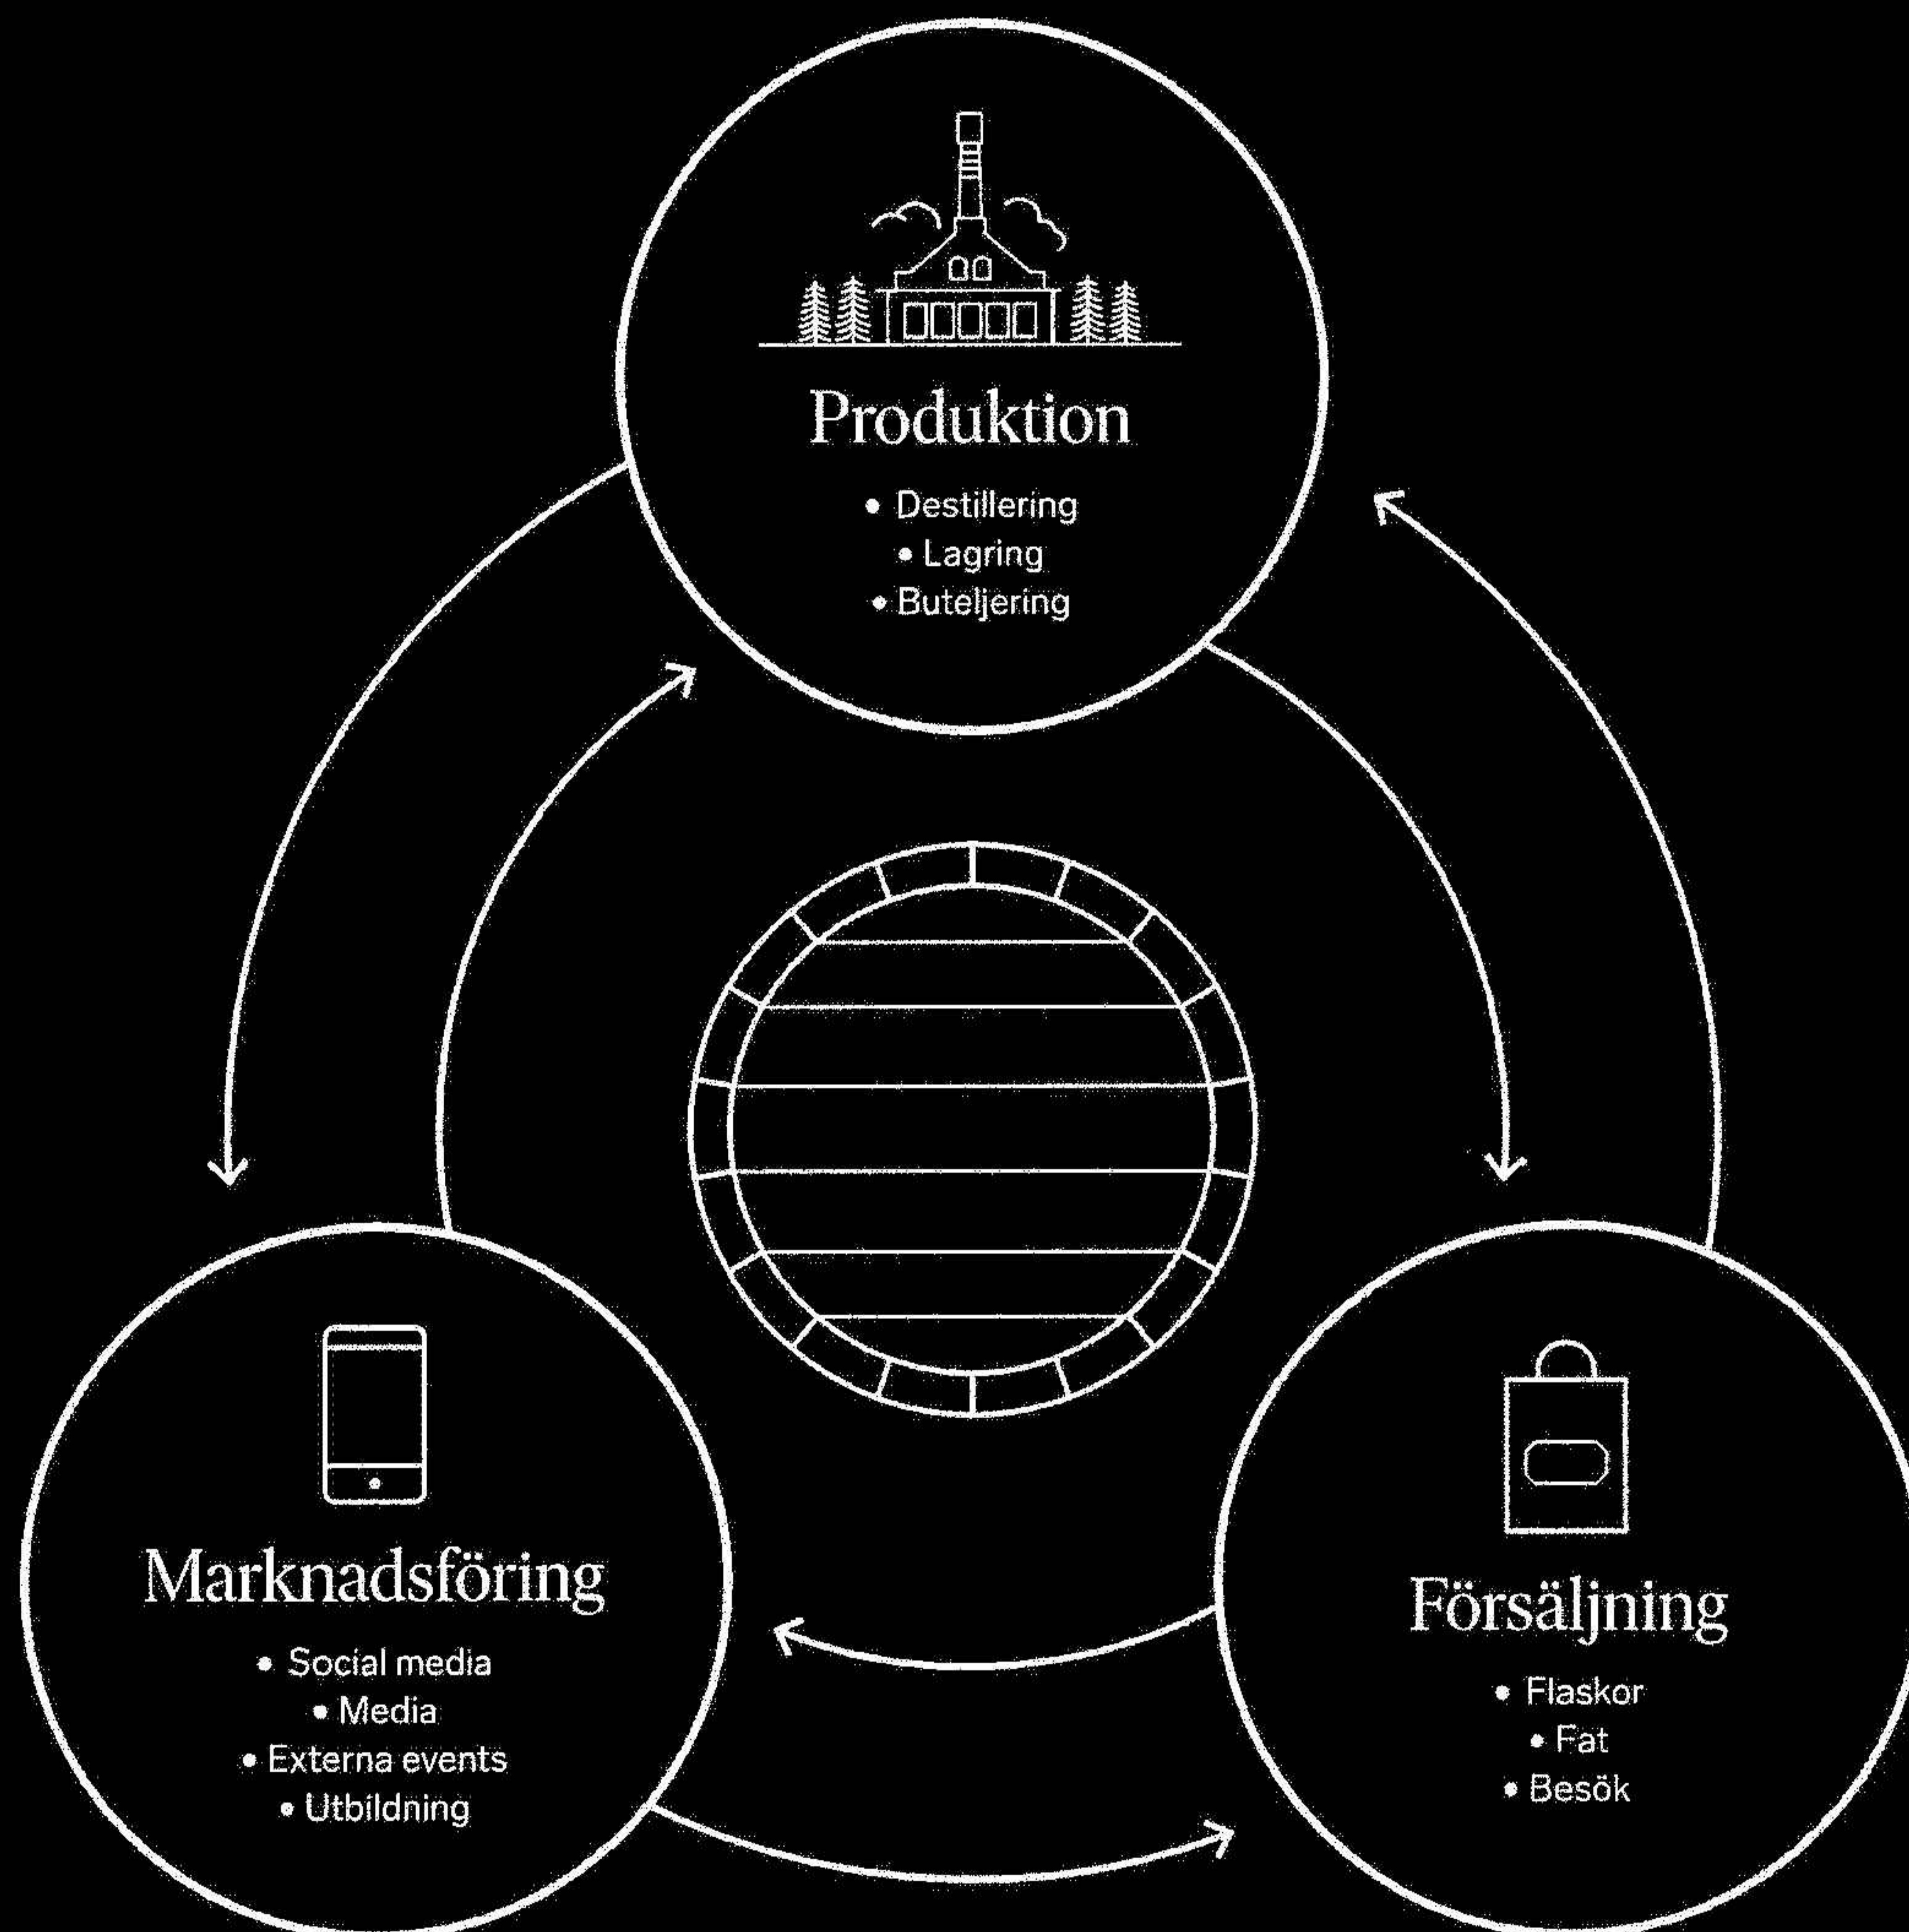 Produktion
• Destillering
• Lagring
• Buteljering
Marknadsföring
• Social media
• Media
• Externa events
• Utbildning
Försäljning
• Flaskor
• Fat
• Besök